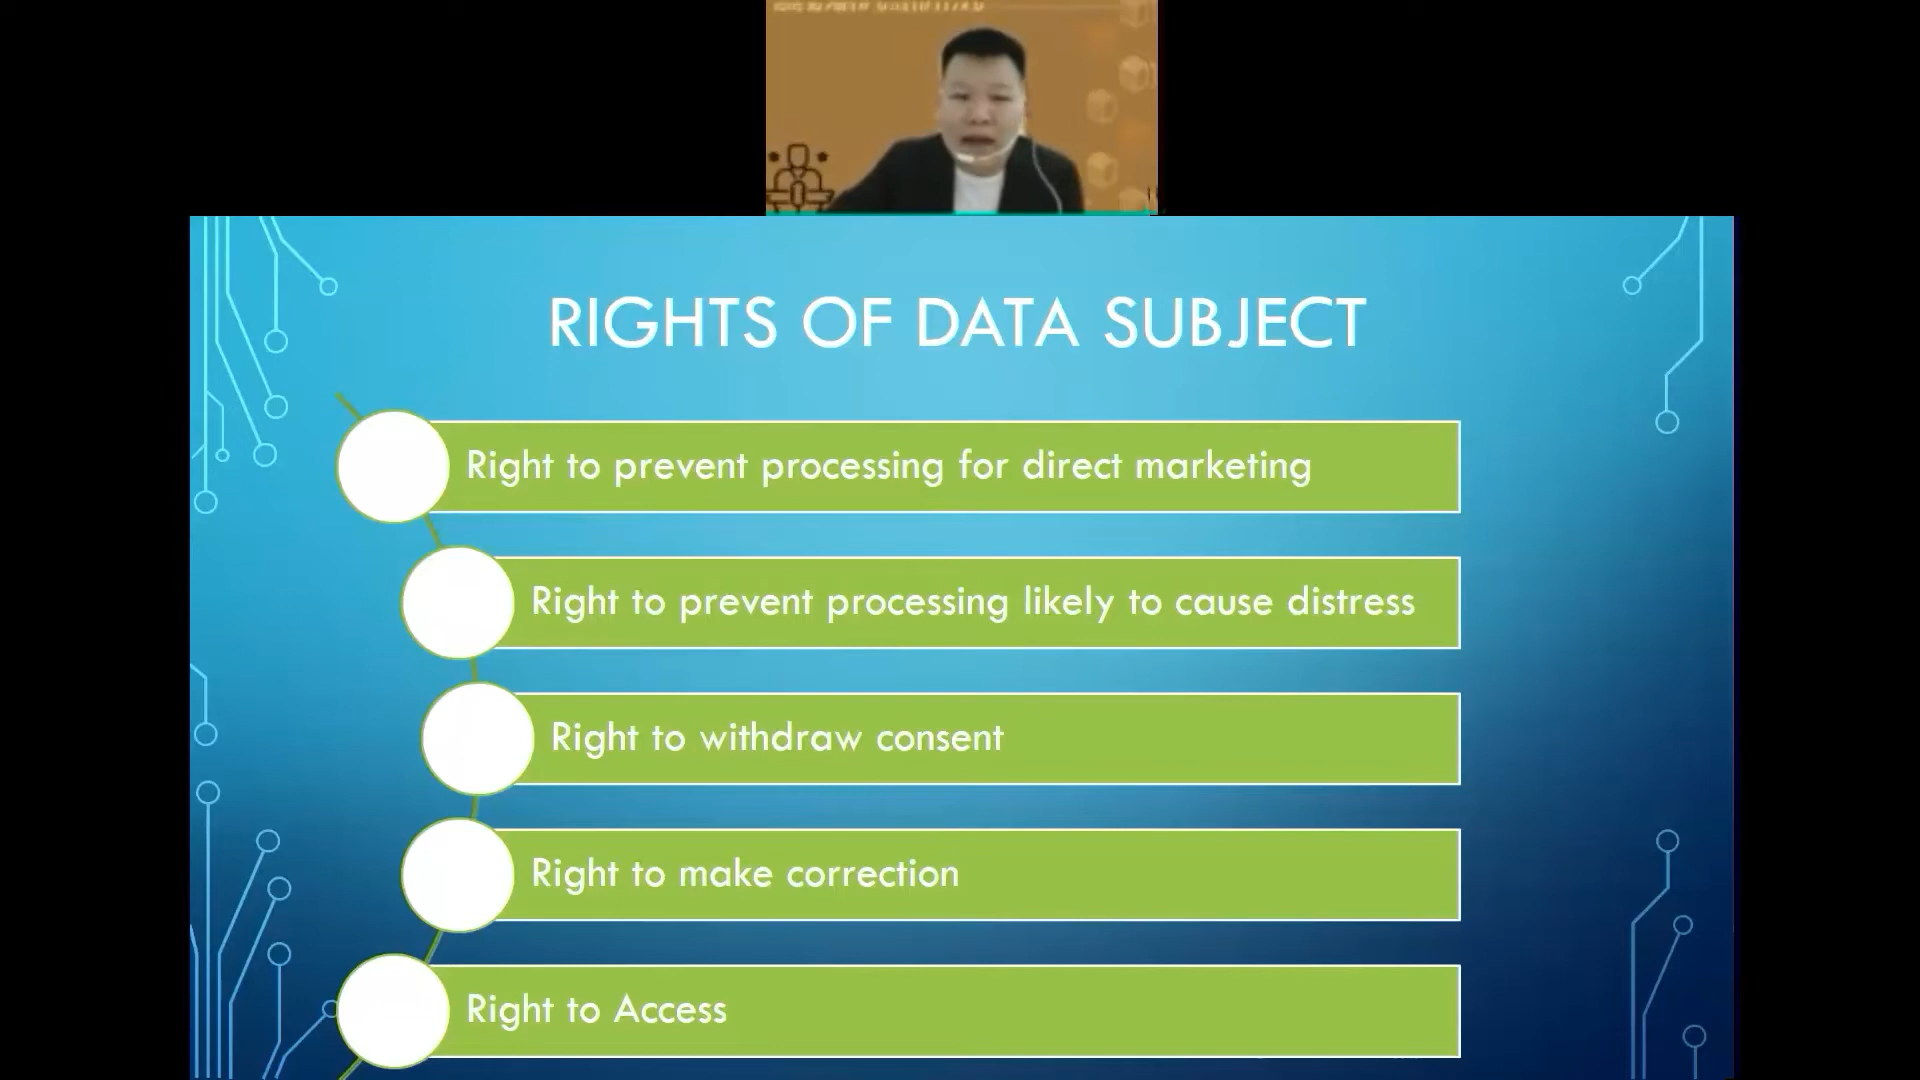 RIGHTS OF DATA SUBJECT
Right to prevent processing for direct marketing
Right to prevent processing likely to cause distress
Right to withdraw consent
Right to make correction
Right to Access